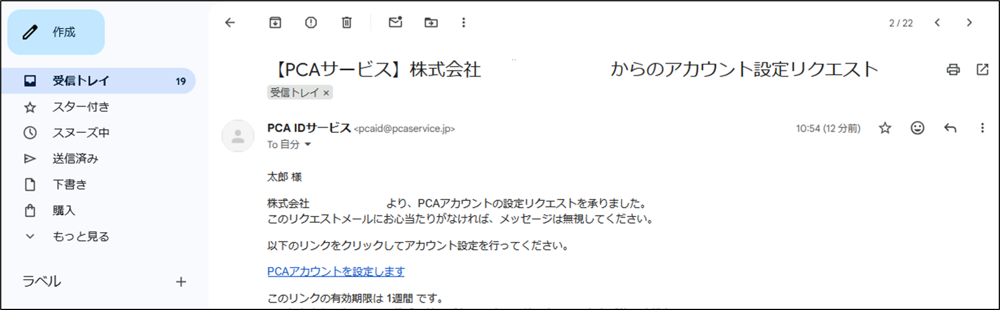 作成
受信トレイ 19
スター付き
スヌーズ中
送信済み
下書き
購入
もっと見る
ラベル
2 / 22
【PCAサービス】株式会社 からのアカウント設定リクエスト
受信トレイ ×
PCA IDサービス <pcaid@pcaservice.jp>
10:54 (12 分前)
To 自分
太郎 様
株式会社 より、PCAアカウントの設定リクエストを承りました。
このリクエストメールにお心当たりがなければ、メッセージは無視してください。
以下のリンクをクリックしてアカウント設定を行ってください。
PCAアカウントを設定します
このリンクの有効期限は 1週間 です。